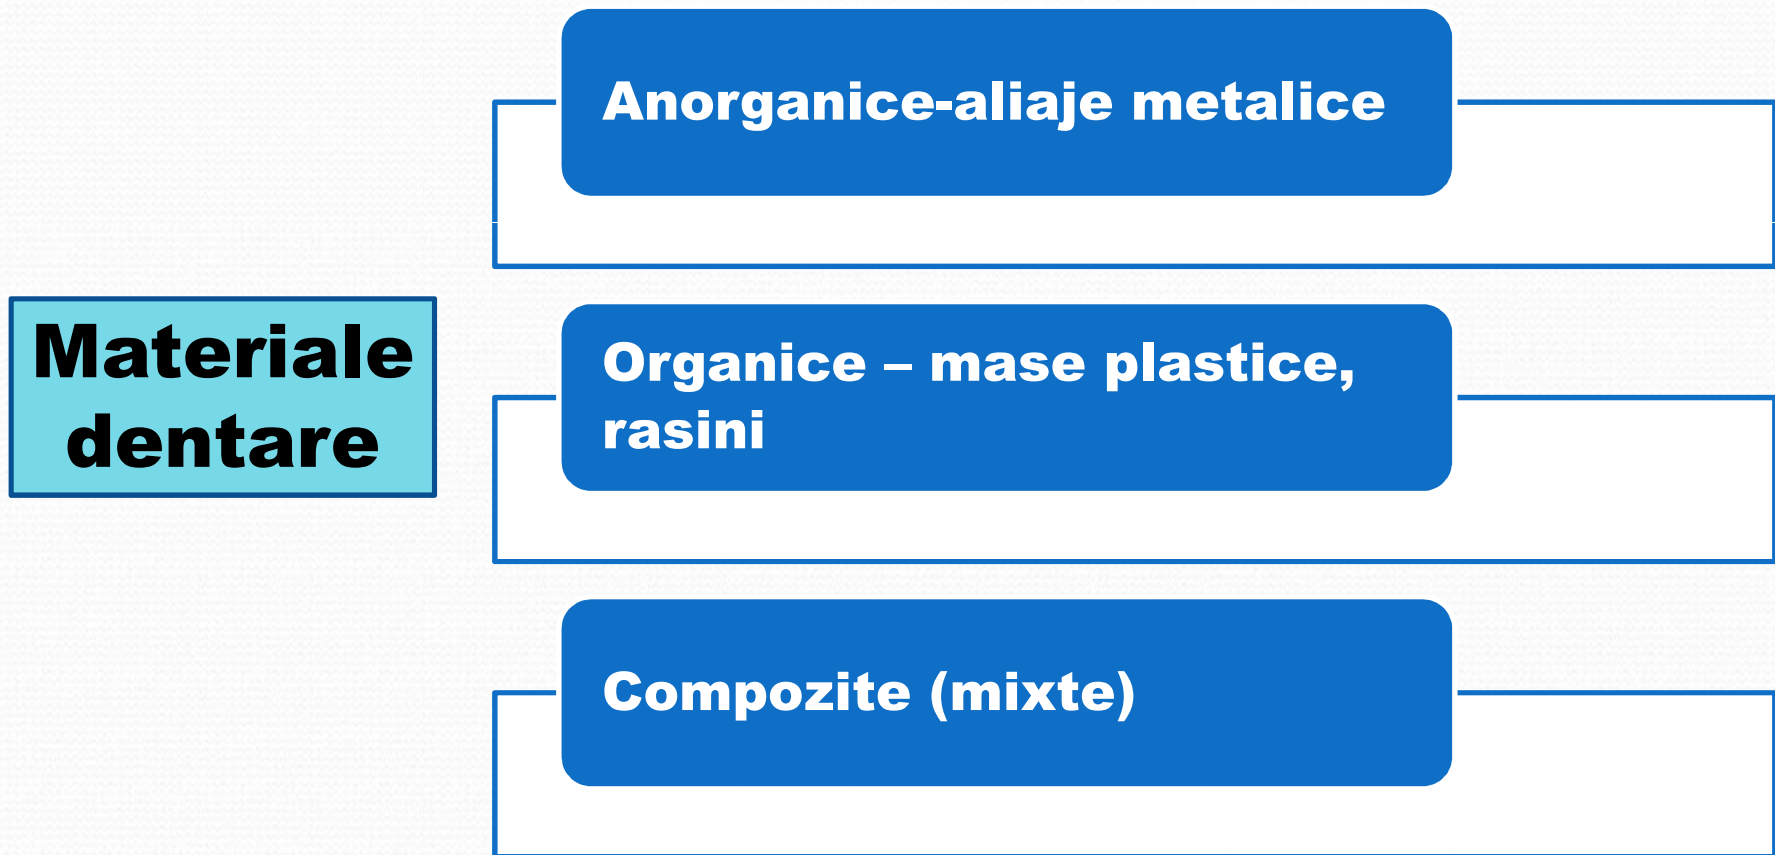 Materiale
dentare
Anorganice-aliaje metalice
Organice – mase plastice,
rasini
Compozite (mixte)